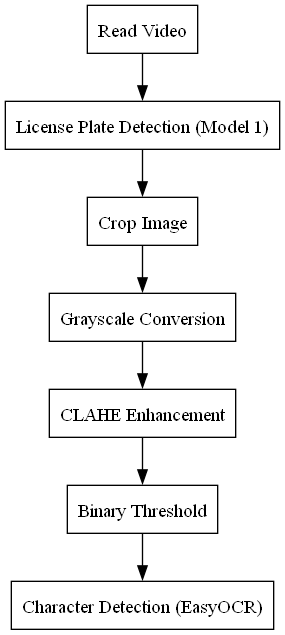 Read Video
License Plate Detection (Model 1)
Crop Image
Grayscale Conversion
CLAHE Enhancement
Binary Threshold
Character Detection (EasyOCR)